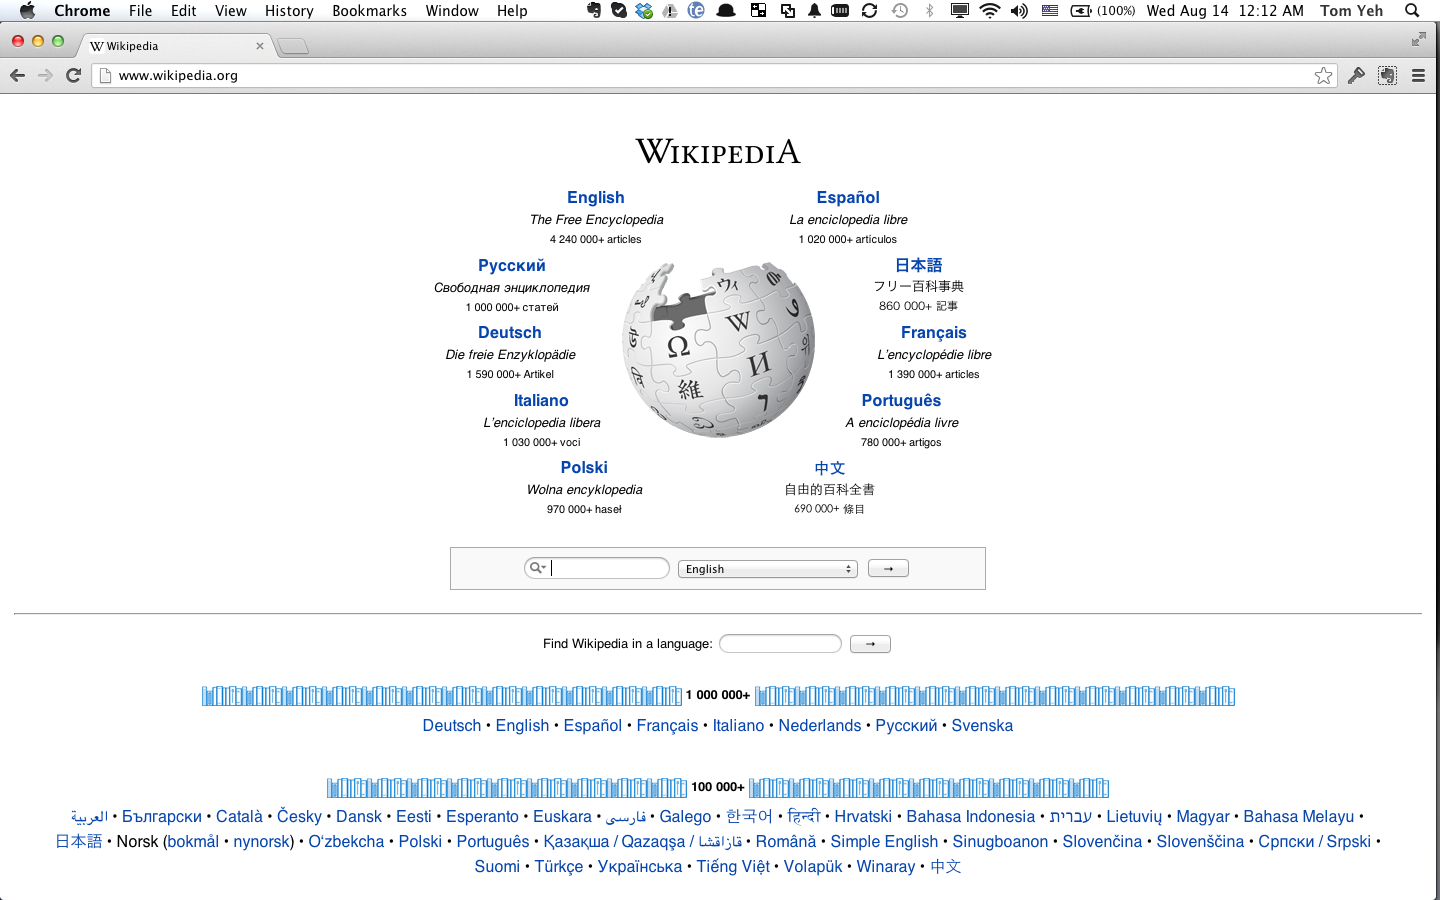 Chrome File Edit View History Bookmarks Window Help (100%) Wed Aug 14 12:12 AM Tom Yeh
Wikipedia
www.wikipedia.org
WIKIPEDIA
English Español
The Free Encyclopedia La enciclopedia libre
4 240 000+ articles 1 020 000+ artículos
Русский 日本語
Свободная энциклопедия フリー百科事典
1 000 000+ статей 860 000+ 記事
Deutsch Français
Die freie Enzyklopädie L'encyclopédie libre
1 590 000+ Artikel 1 390 000+ articles
Italiano Português
L'enciclopedia libera A enciclopédia livre
1 030 000+ voci 780 000+ artigos
Polski 中文
Wolna encyklopedia 自由的百科全書
970 000+ haseł 690 000+ 條目
Ω W И 維 ウィ
English →
Find Wikipedia in a language: →
1 000 000+
Deutsch • English • Español • Français • Italiano • Nederlands • Русский • Svenska
100 000+
العربية • Български • Català • Česky • Dansk • Eesti • Esperanto • Euskara • فارسی • Galego • 한국어 • हिन्दी • Hrvatski • Bahasa Indonesia • עברית • Lietuvių • Magyar • Bahasa Melayu •
日本語 • Norsk (bokmål • nynorsk) • O‘zbekcha • Polski • Português • Қазақша / Qazaqşa / قازاقشا • Română • Simple English • Sinugboanon • Slovenčina • Slovenščina • Српски / Srpski •
Suomi • Türkçe • Українська • Tiếng Việt • Volapük • Winaray • 中文